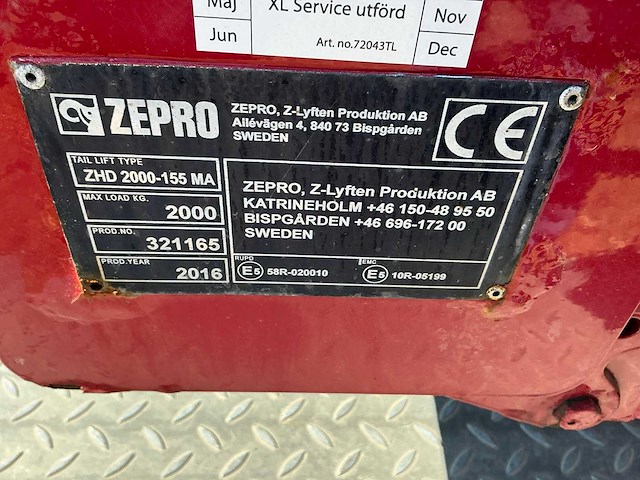 Maj
XL Service utförd
Nov
Jun
Art. no.72043TL
Dec
ZEPRO
ZEPRO, Z-Lyften Produktion AB
Allévägen 4, 840 73 Bispgården
SWEDEN
CE
TAIL LIFT TYPE
ZHD 2000-155 MA
MAX LOAD KG.
2000
PROD.NO.
321165
PROD.YEAR
2016
ZEPRO, Z-Lyften Produktion AB
KATRINEHOLM +46 150-48 95 50
BISPGÅRDEN +46 696-172 00
SWEDEN
RUPD
E5 58R-020010
EMC
E5 10R-05199